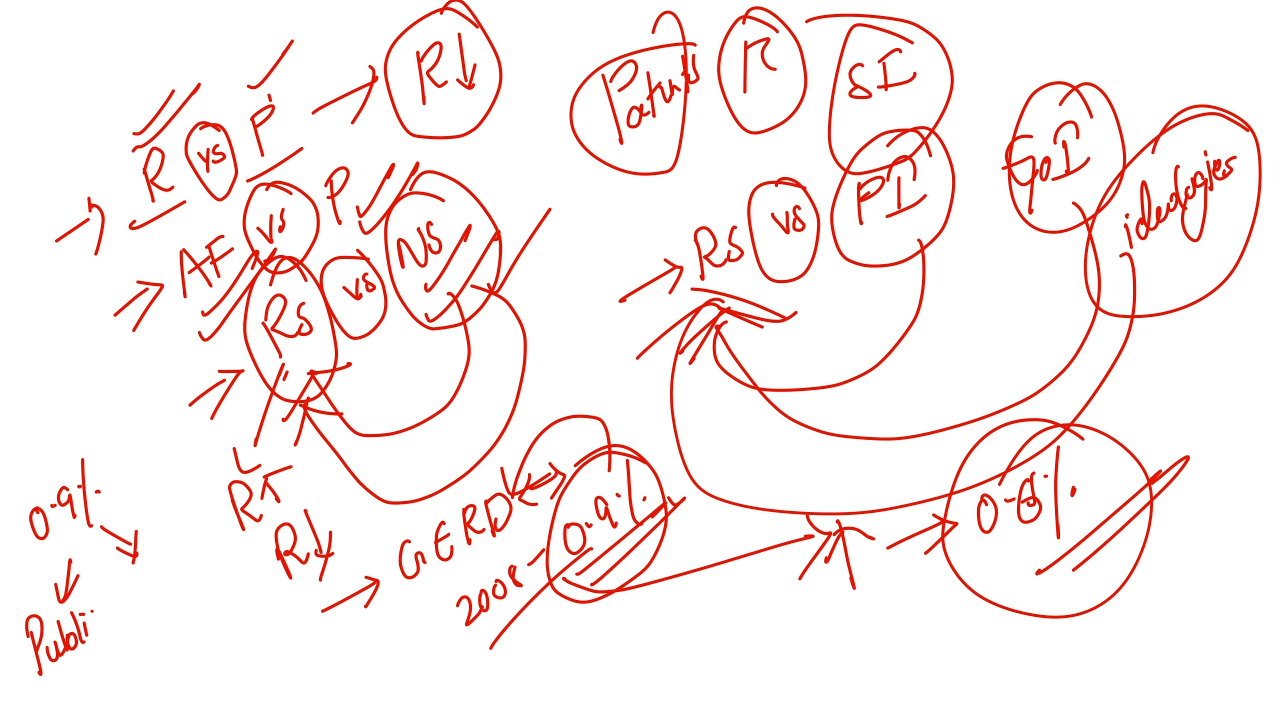 R vs P → R↓
Patents R SI
→ AF vs P
→ RS vs NS
→ RS vs PI
GoI
ideologies
R↑
R↓
→ GERD → 0.9%
2008 -
→ 0.8%
0.9%
Publi